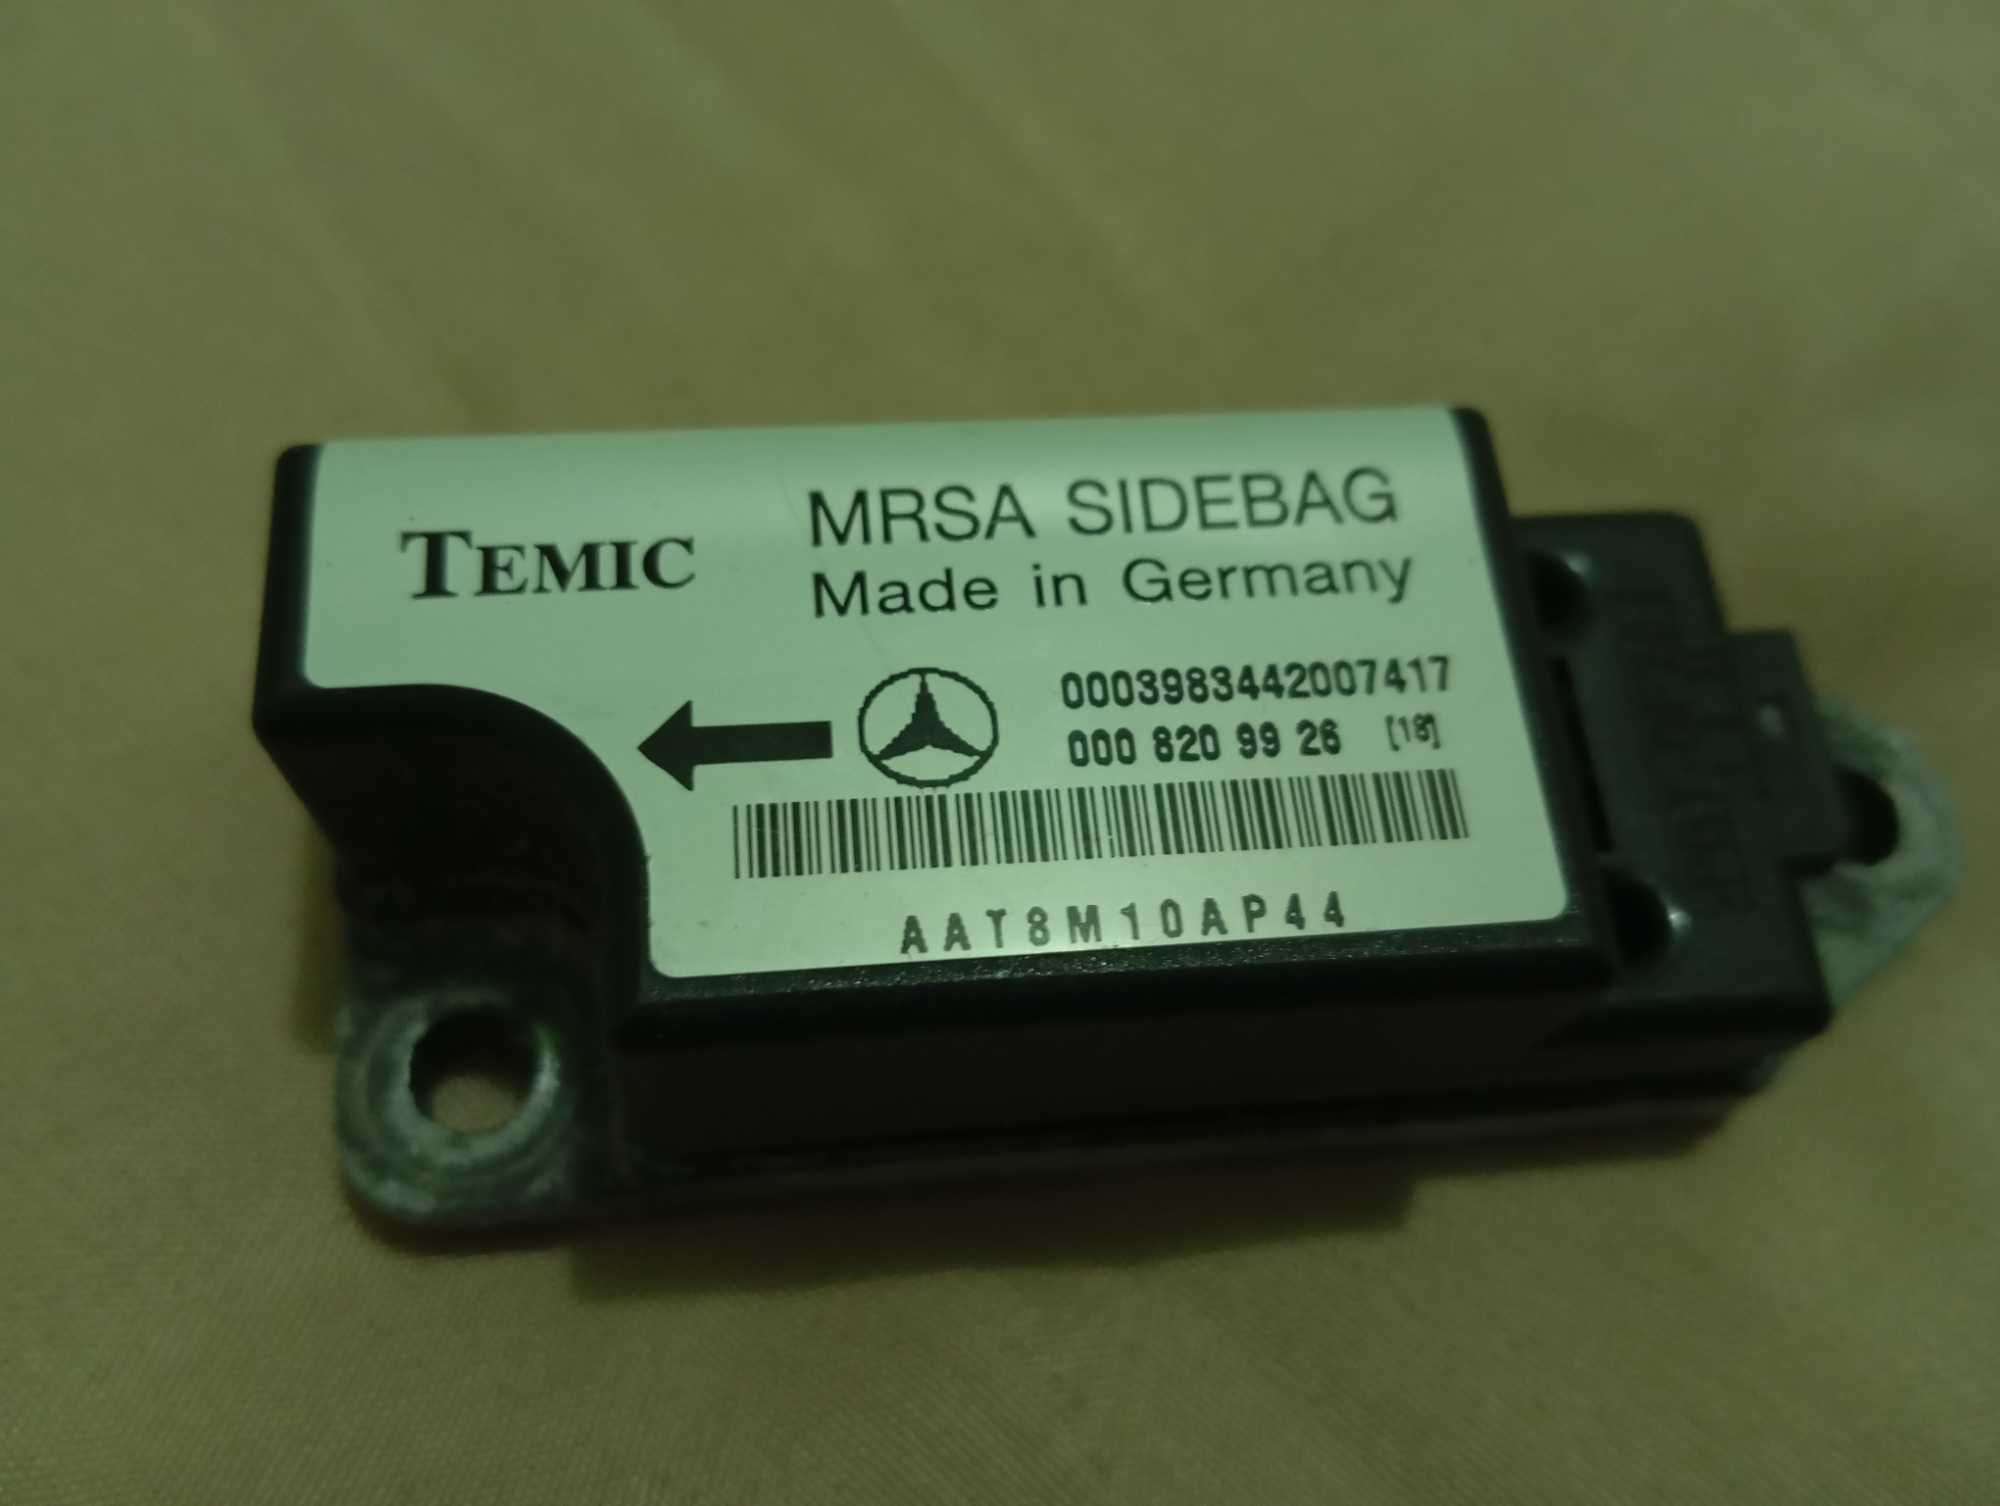 TEMIC
MRSA SIDEBAG
Made in Germany
0003983442007417
000 820 99 26 [18]
AAT8M10AP44